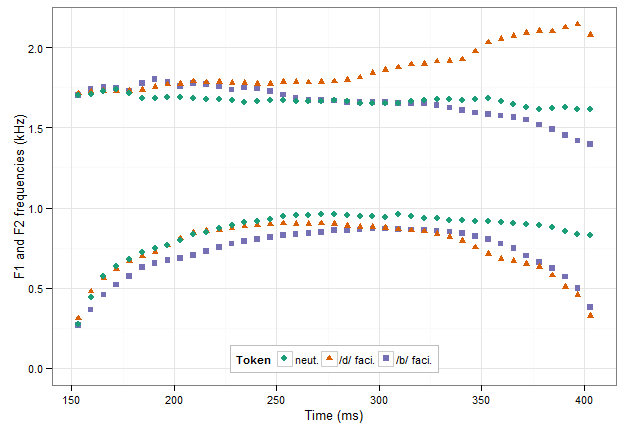 F1 and F2 frequencies (kHz)
2.0
1.5
1.0
0.5
0.0
Token neut. /d/ faci. /b/ faci.
150 200 250 300 350 400
Time (ms)